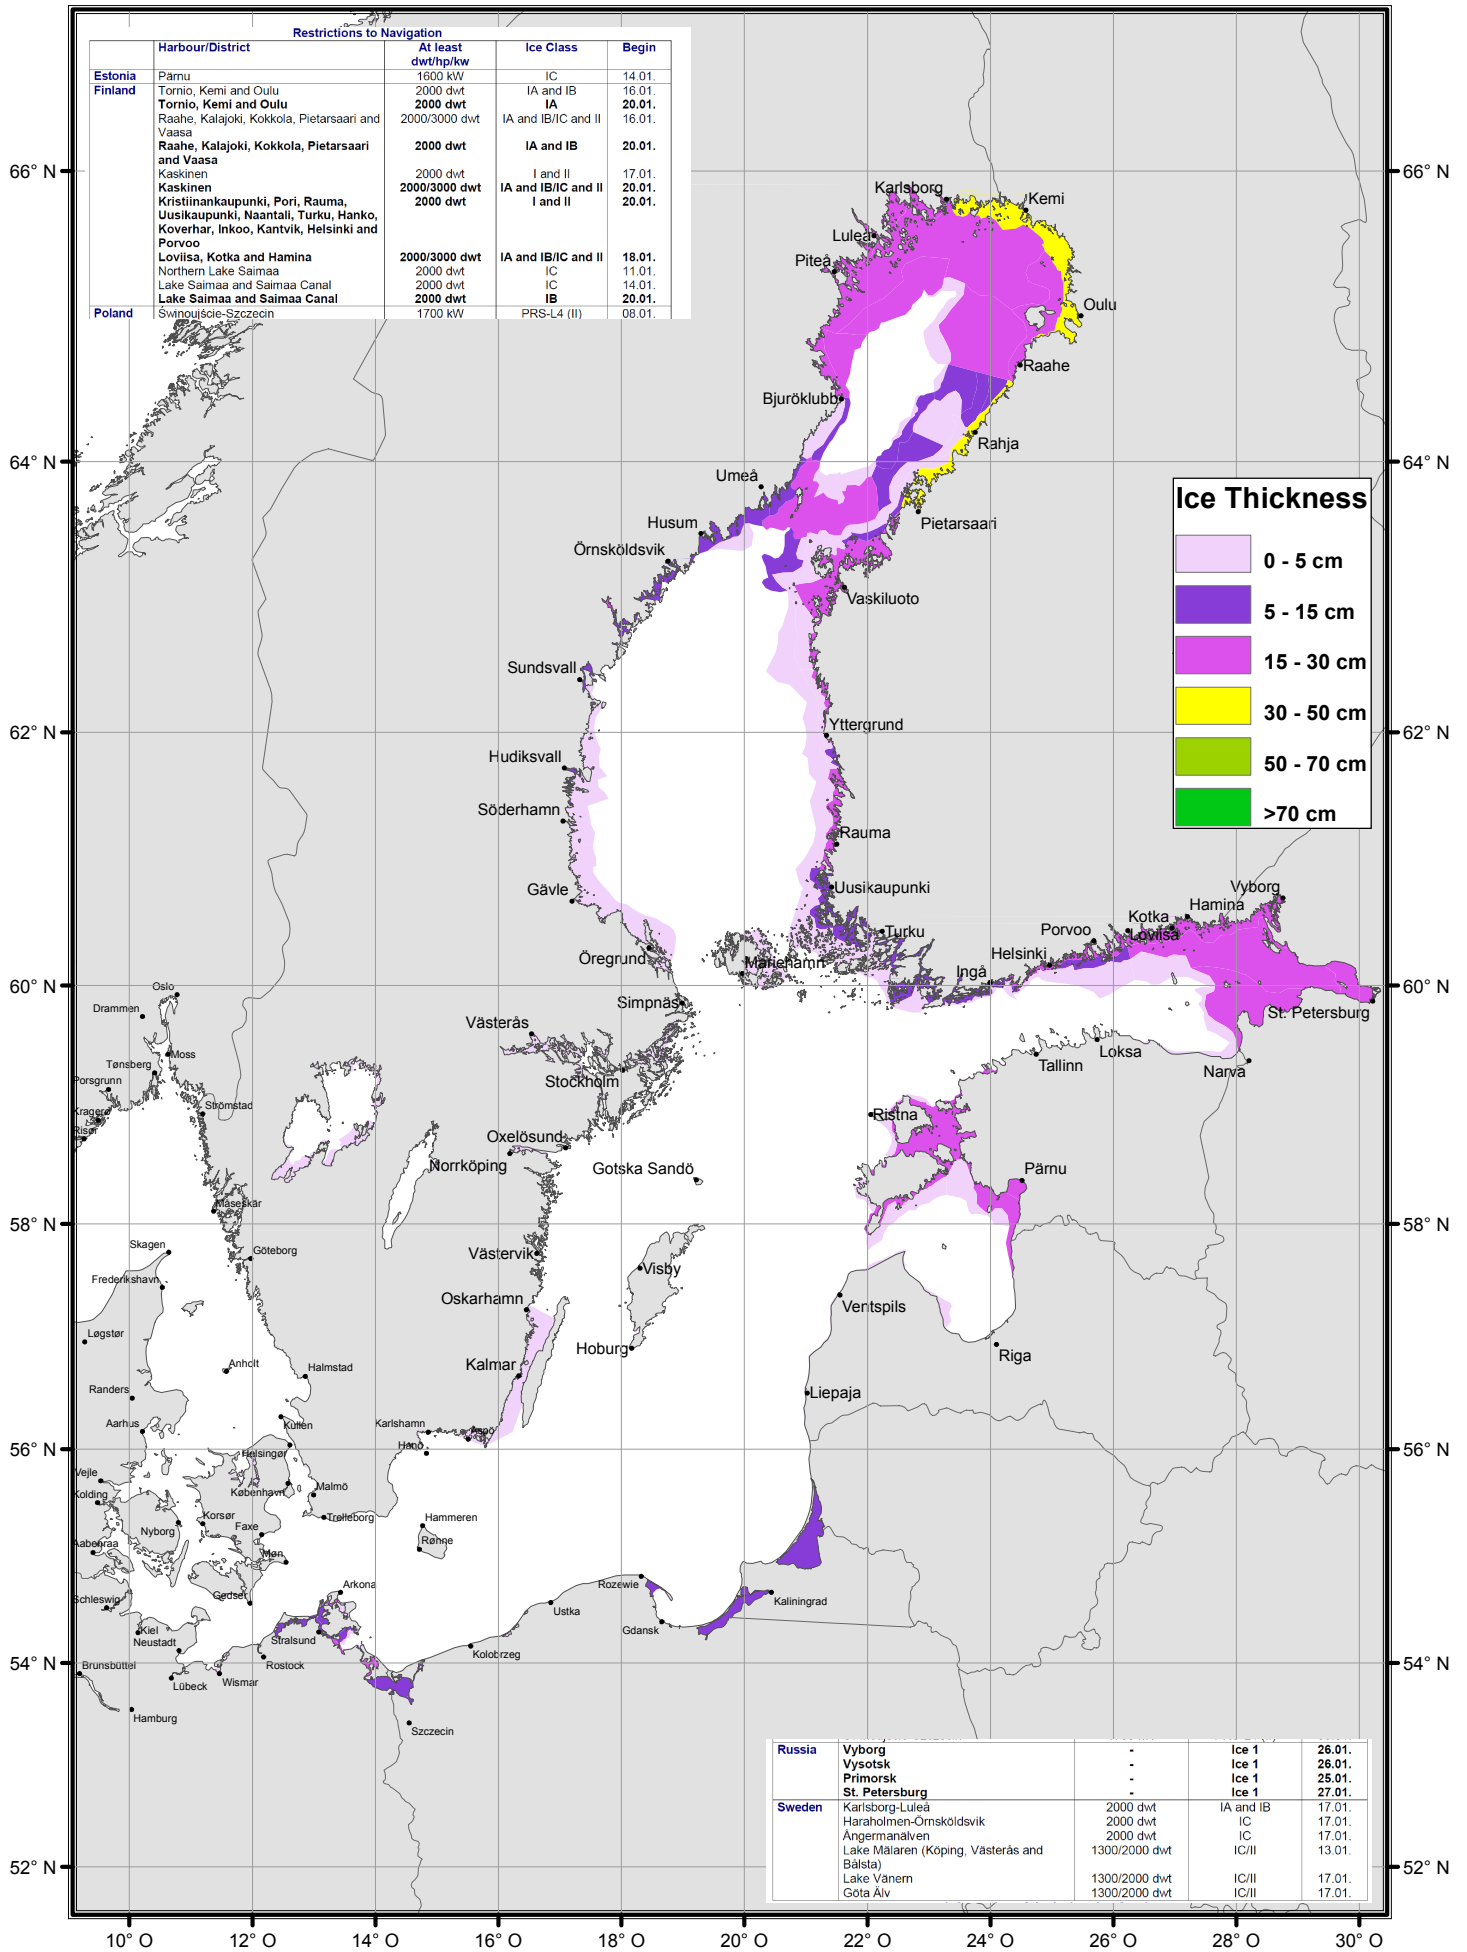 Restrictions to Navigation
Harbour/District At least Ice Class Begin
dwt/hp/kw
Estonia Pärnu 1600 kW IC 14.01.
Finland Tornio, Kemi and Oulu 2000 dwt IA and IB 16.01.
Tornio, Kemi and Oulu 2000 dwt IA 20.01.
Raahe, Kalajoki, Kokkola, Pietarsaari and 2000/3000 dwt IA and IB/IC and II 16.01.
Vaasa
Raahe, Kalajoki, Kokkola, Pietarsaari 2000 dwt IA and IB 20.01.
and Vaasa
Kaskinen 2000 dwt I and II 17.01.
Kaskinen 2000/3000 dwt IA and IB/IC and II 20.01.
Kristiinankaupunki, Pori, Rauma, 2000 dwt I and II 20.01.
Uusikaupunki, Naantali, Turku, Hanko,
Koverhar, Inkoo, Kantvik, Helsinki and
Porvoo
Loviisa, Kotka and Hamina 2000/3000 dwt IA and IB/IC and II 18.01.
Northern Lake Saimaa 2000 dwt IC 11.01.
Lake Saimaa and Saimaa Canal 2000 dwt IC 14.01.
Lake Saimaa and Saimaa Canal 2000 dwt IB 20.01.
Poland Świnoujście-Szczecin 1700 kW PRS-L4 (II) 08.01.
66° N 66° N
Karlsborg
Kemi
Luleå
Piteå
Oulu
Raahe
Bjuröklubb
Rahja
64° N 64° N
Umeå
Ice Thickness
0 - 5 cm
5 - 15 cm
15 - 30 cm
30 - 50 cm
50 - 70 cm
>70 cm
Husum
Pietarsaari
Örnsköldsvik
Vaskiluoto
Sundsvall
Yttergrund
62° N 62° N
Hudiksvall
Söderhamn
Rauma
Gävle
Uusikaupunki
Vyborg
Hamina
Kotka
Loviisa
Porvoo
Turku
Helsinki
Öregrund
Mariehamn
Ingå
60° N 60° N
Oslo
Simpnäs
St. Petersburg
Drammen
Västerås
Moss
Tallinn
Loksa
Narva
Tønsberg
Stockholm
Porsgrunn
Kragerø
Strömstad
Ristna
Risør
Oxelösund
Norrköping
Gotska Sandö
Pärnu
Måseskär
58° N 58° N
Skagen
Göteborg
Västervik
Visby
Frederikshavn
Oskarhamn
Ventspils
Løgstør
Hoburg
Riga
Anholt
Halmstad
Kalmar
Randers
Liepaja
Aarhus
Kullen
Karlshamn
Aspö
Hanö
56° N 56° N
Helsingør
Vejle
København
Malmö
Kolding
Korsør
Trelleborg
Hammeren
Nyborg
Faxe
Rønne
Aabenraa
Møn
Rozewie
Arkona
Schleswig
Gedser
Kaliningrad
Ustka
Kiel
Gdansk
Neustadt
Stralsund
Kolobrzeg
54° N 54° N
Brunsbüttel
Rostock
Lübeck
Wismar
Hamburg
Szczecin
Russia Vyborg - Ice 1 26.01.
Vysotsk - Ice 1 26.01.
Primorsk - Ice 1 25.01.
St. Petersburg - Ice 1 27.01.
Sweden Karlsborg-Luleå 2000 dwt IA and IB 17.01.
Haraholmen-Örnsköldsvik 2000 dwt IC 17.01.
Ångermanälven 2000 dwt IC 17.01.
Lake Mälaren (Köping, Västerås and 1300/2000 dwt IC/II 13.01.
Bålsta)
Lake Vänern 1300/2000 dwt IC/II 17.01.
Göta Älv 1300/2000 dwt IC/II 17.01.
52° N 52° N
10° O 12° O 14° O 16° O 18° O 20° O 22° O 24° O 26° O 28° O 30° O